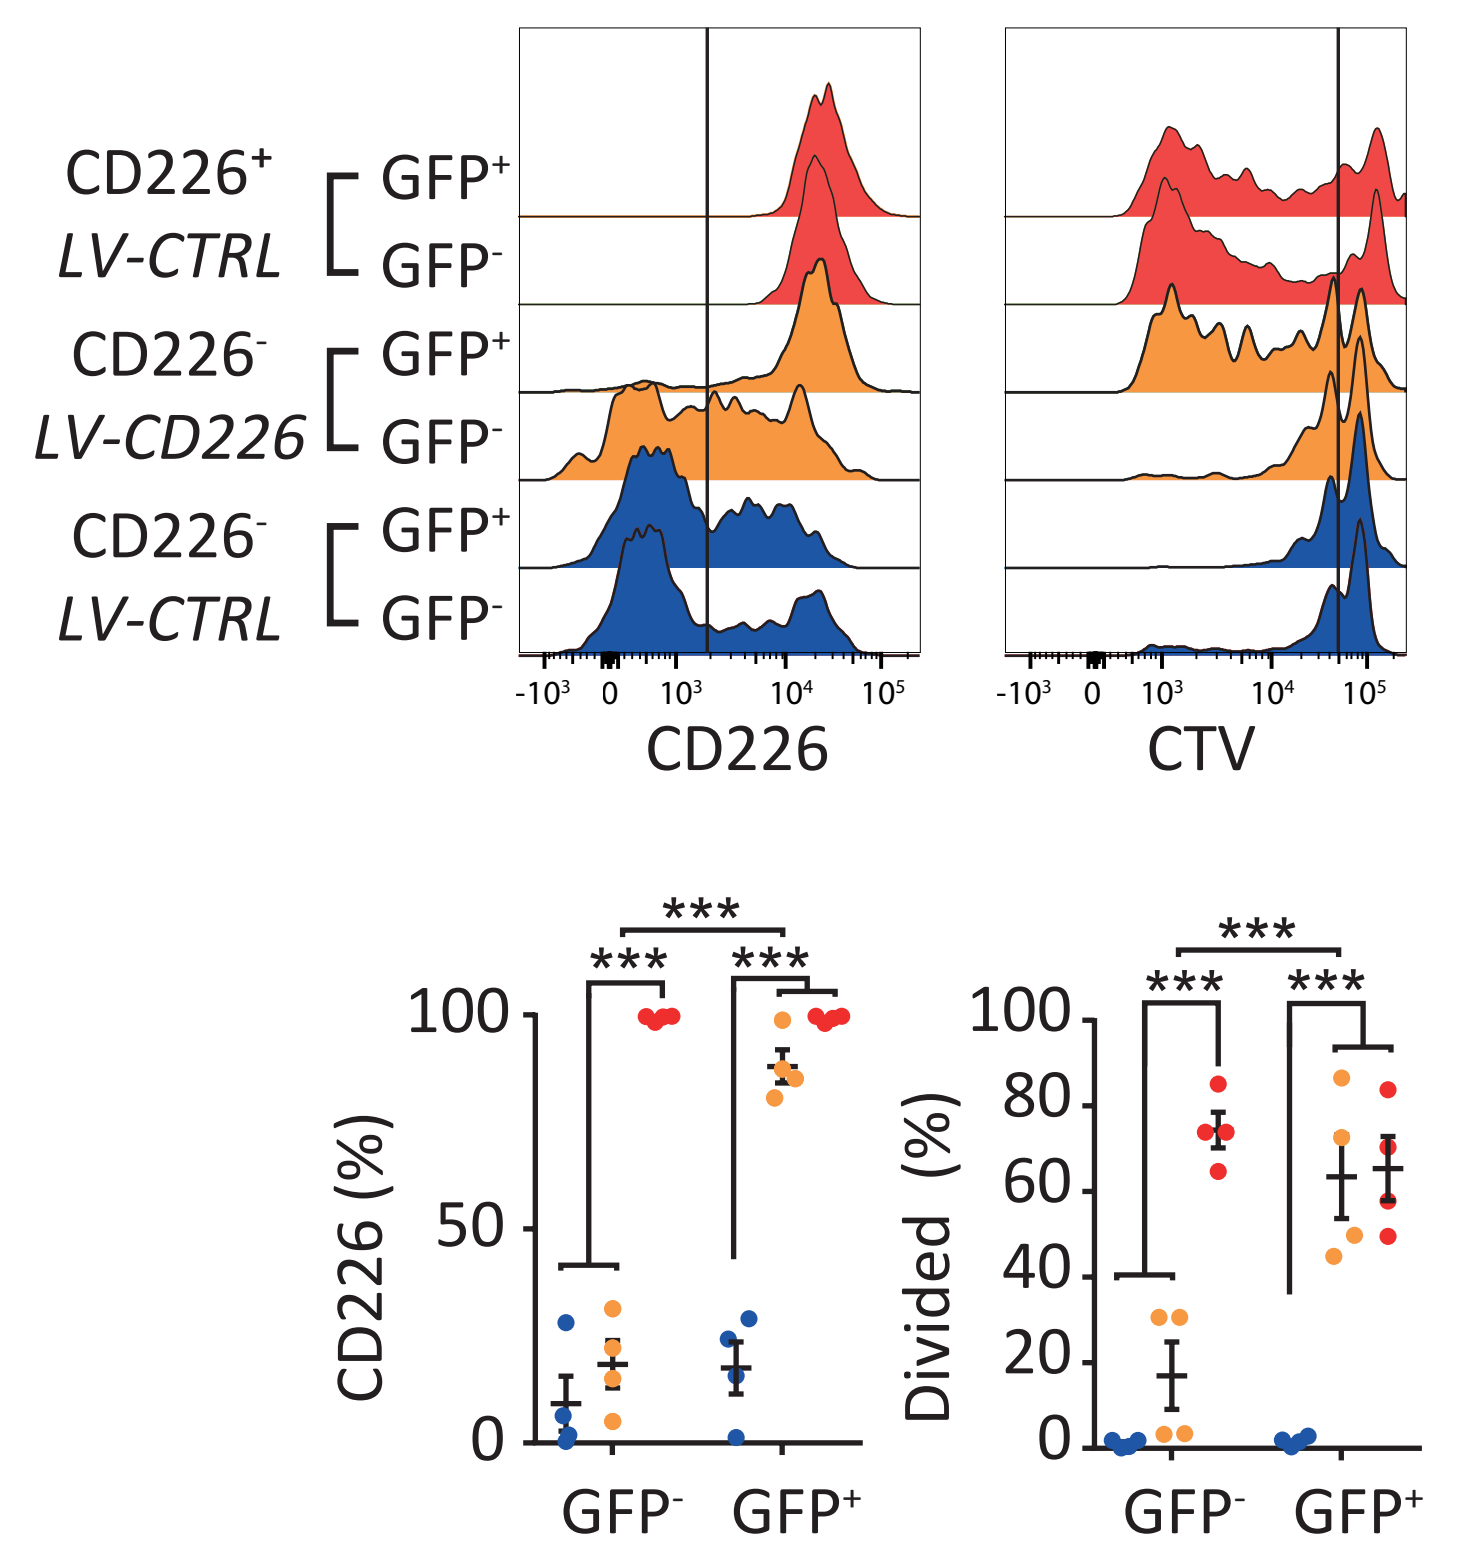 CD226⁺ GFP⁺
LV-CTRL GFP⁻
CD226⁻ GFP⁺
LV-CD226 GFP⁻
CD226⁻ GFP⁺
LV-CTRL GFP⁻
-10³ 0 10³ 10⁴ 10⁵
CD226
-10³ 0 10³ 10⁴ 10⁵
CTV
***
*** ***
100
50
0
CD226 (%)
GFP⁻ GFP⁺
***
*** ***
100
80
60
40
20
0
Divided (%)
GFP⁻ GFP⁺